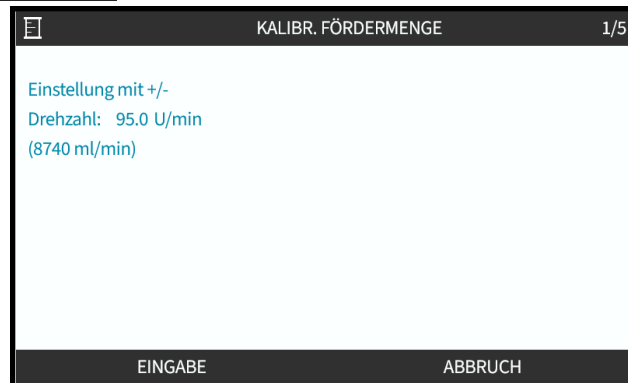 KALIBR. FÖRDERMENGE 1/5
Einstellung mit +/-
Drehzahl: 95.0 U/min
(8740 ml/min)
EINGABE ABBRUCH